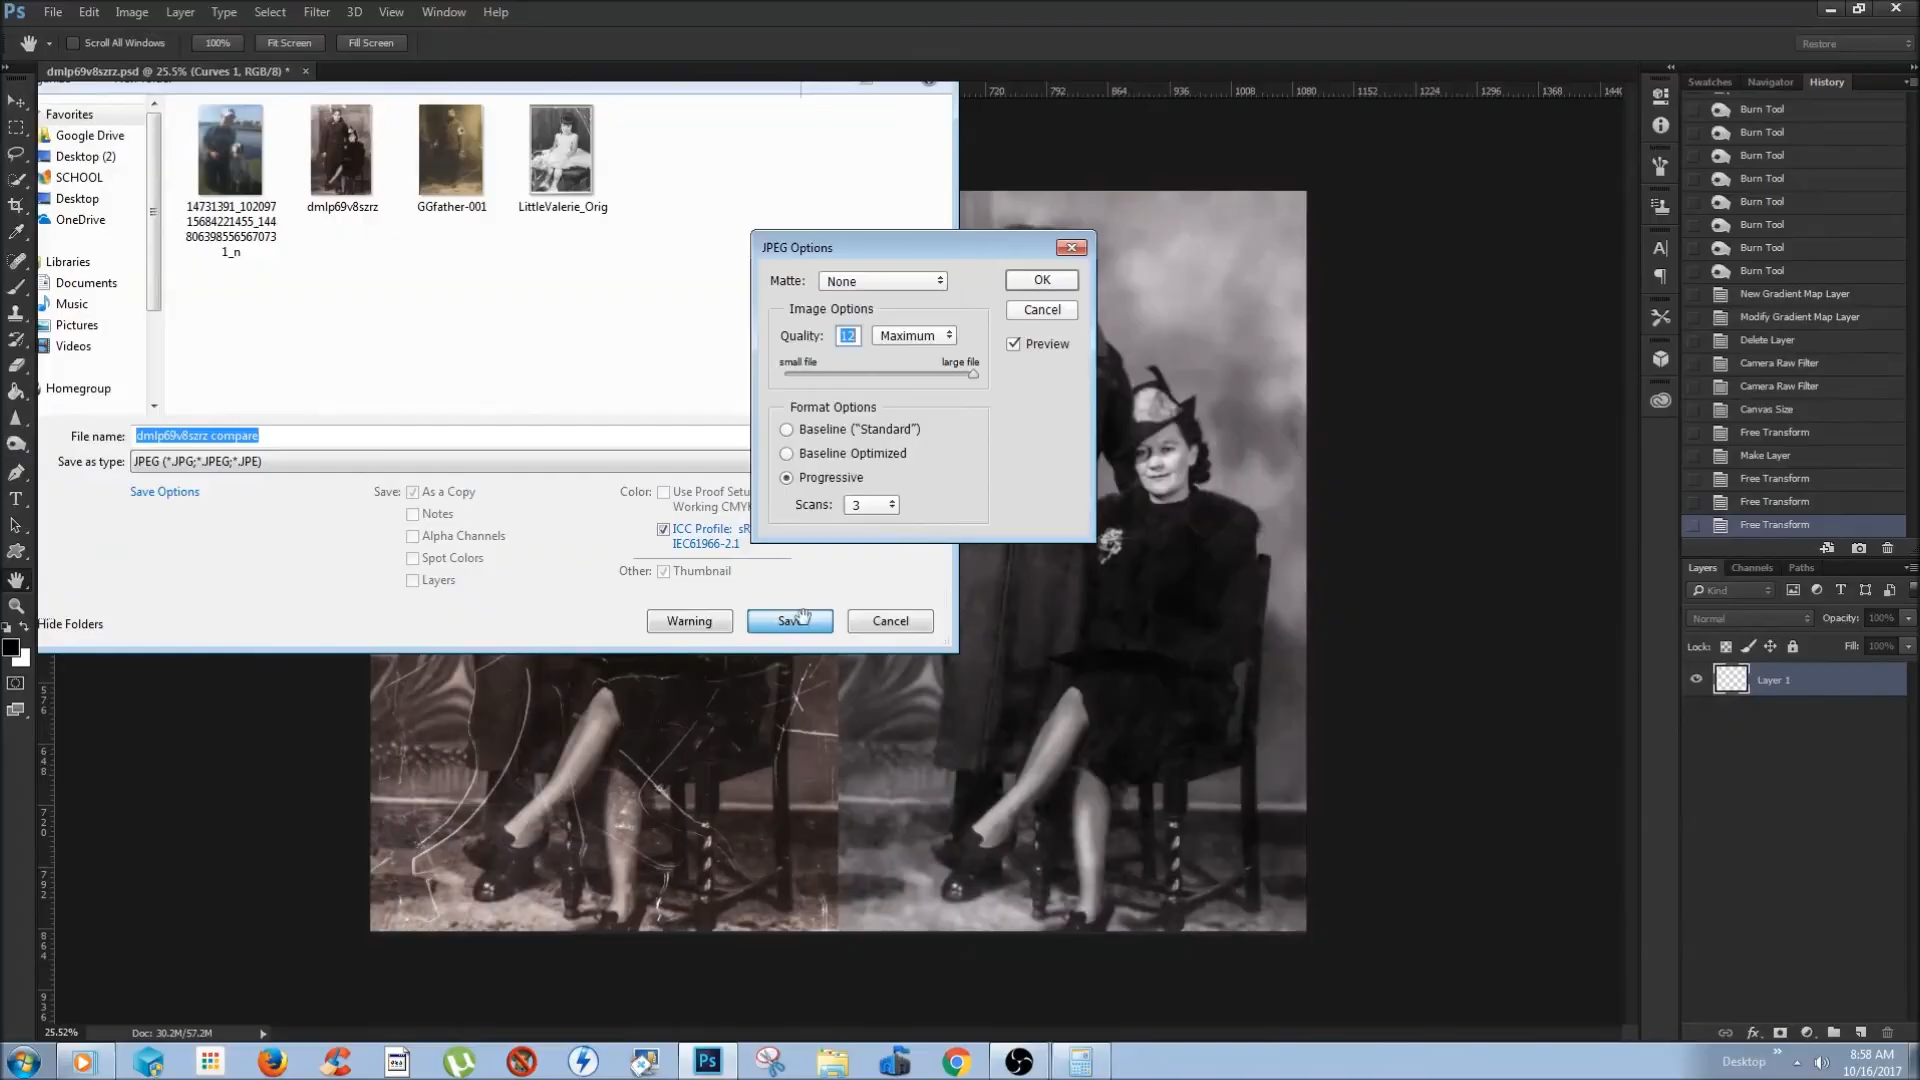 Ps File Edit Image Layer Type Select Filter 3D View Window Help
Scroll All Windows 100% Fit Screen Fill Screen Restore
dmlp69v8szrz.psd @ 25.5% (Curves 1, RGB/8) * ×
720 792 864 936 1008 1080 1152 1224 1296 1368 1440
Favorites
Google Drive
Desktop (2)
SCHOOL
Desktop
OneDrive
Libraries
Documents
Music
Pictures
Videos
Homegroup
14731391_102097
15684221455_144
806398556567073
1_n
dmlp69v8szrz
GGfather-001
LittleValerie_Orig
File name: dmlp69v8szrz compare
Save as type: JPEG (*.JPG;*.JPEG;*.JPE)
Save Options
Save: As a Copy
Notes
Alpha Channels
Spot Colors
Layers
Color: Use Proof Setu
Working CMY
ICC Profile: sR
IEC61966-2.1
Other: Thumbnail
Hide Folders
Warning Sav Cancel
JPEG Options
Matte: None
OK
Cancel
Preview
Image Options
Quality: 12 Maximum
small file large file
Format Options
Baseline ("Standard")
Baseline Optimized
Progressive
Scans: 3
Swatches Navigator History
Burn Tool
Burn Tool
Burn Tool
Burn Tool
Burn Tool
Burn Tool
Burn Tool
Burn Tool
New Gradient Map Layer
Modify Gradient Map Layer
Delete Layer
Camera Raw Filter
Camera Raw Filter
Canvas Size
Free Transform
Make Layer
Free Transform
Free Transform
Free Transform
Layers Channels Paths
Kind
Normal Opacity: 100%
Lock: Fill: 100%
Layer 1
576
648
720
792
864
936
25.52% Doc: 30.2M/57.2M
Desktop
8:58 AM
10/16/2017